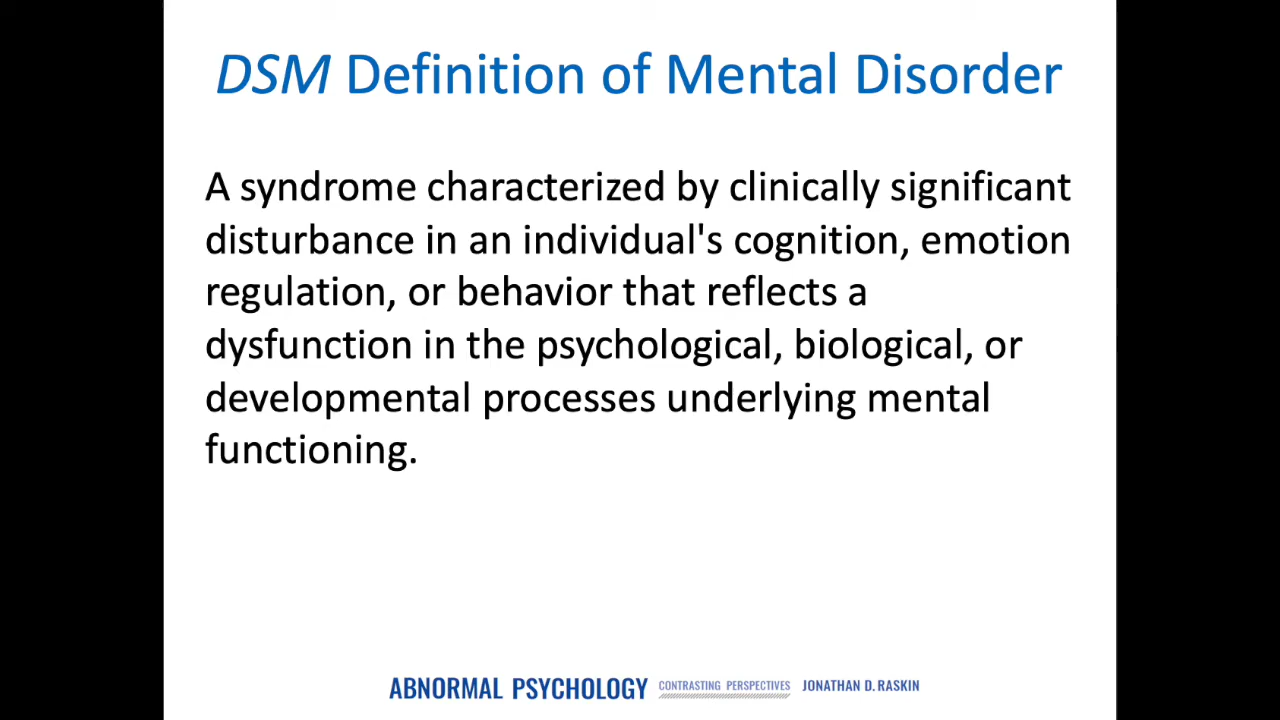 DSM Definition of Mental Disorder
A syndrome characterized by clinically significant
disturbance in an individual's cognition, emotion
regulation, or behavior that reflects a
dysfunction in the psychological, biological, or
developmental processes underlying mental
functioning.
ABNORMAL PSYCHOLOGY CONTRASTING PERSPECTIVES JONATHAN D. RASKIN